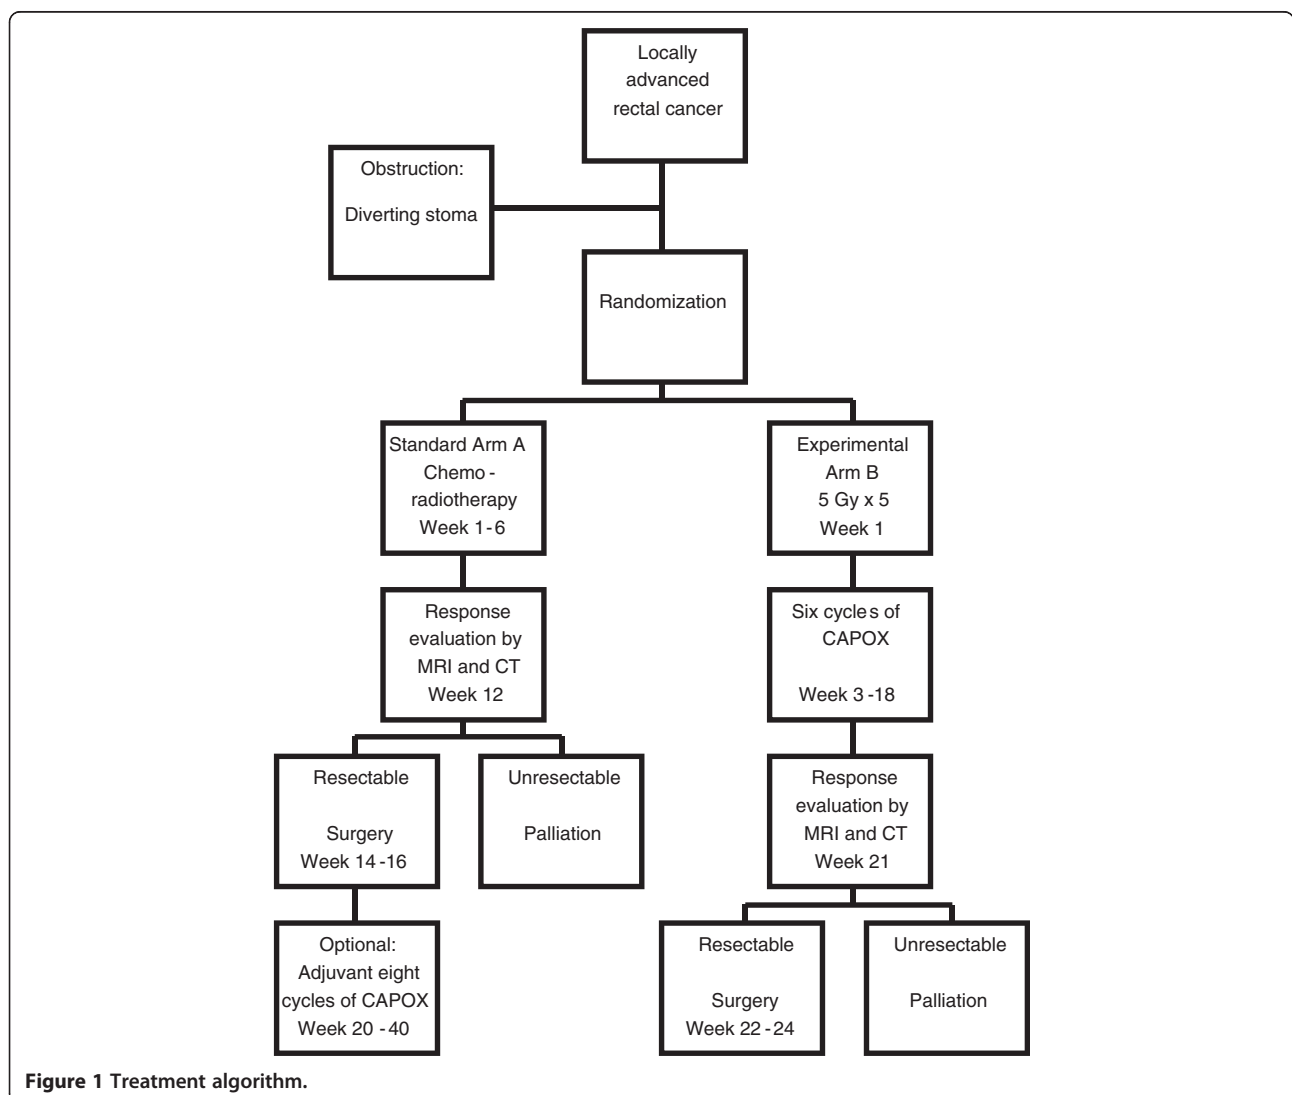 Locally
advanced
rectal cancer
Obstruction:
Diverting stoma
Randomization
Standard Arm A
Chemo -
radiotherapy
Week 1-6
Experimental
Arm B
5 Gy x 5
Week 1
Response
evaluation by
MRI and CT
Week 12
Six cycles of
CAPOX
Week 3 -18
Resectable
Surgery
Week 14 -16
Unresectable
Palliation
Response
evaluation by
MRI and CT
Week 21
Optional:
Adjuvant eight
cycles of CAPOX
Week 20 - 40
Resectable
Surgery
Week 22 - 24
Unresectable
Palliation
Figure 1 Treatment algorithm.